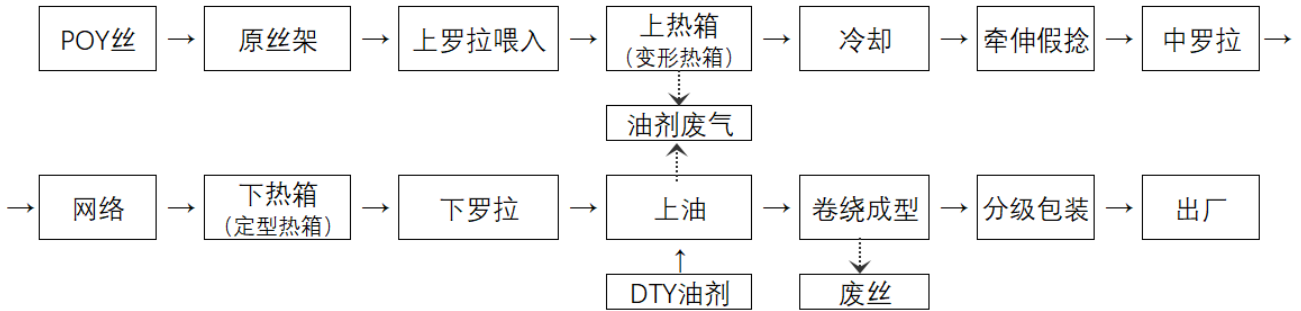 POY丝
原丝架
上罗拉喂入
上热箱
（变形热箱）
冷却
牵伸假捻
中罗拉
油剂废气
网络
下热箱
（定型热箱）
下罗拉
上油
卷绕成型
分级包装
出厂
DTY油剂
废丝